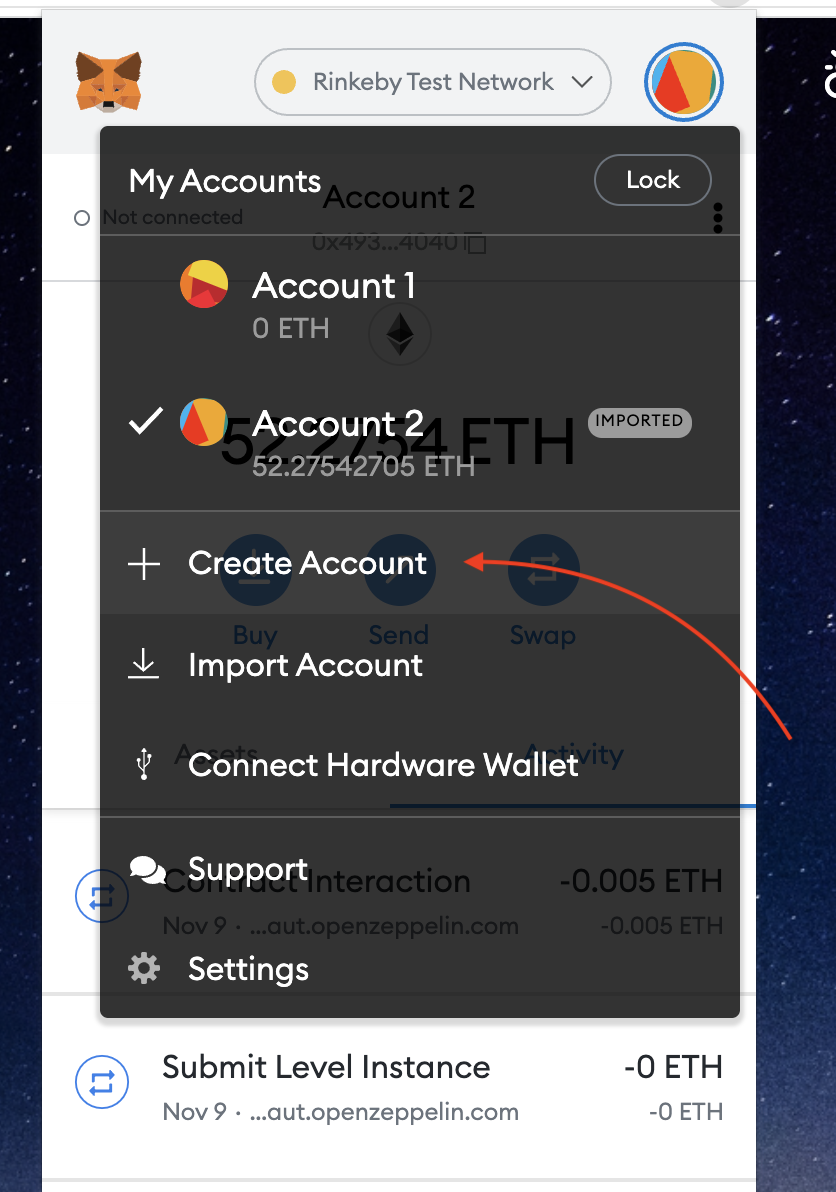 Rinkeby Test Network
My Accounts
Lock
Account 2
Not connected
0x493...4040
Account 1
0 ETH
Account 2
IMPORTED
52.2754 ETH
52.27542705 ETH
Create Account
Buy
Send
Swap
Import Account
Assets
Activity
Connect Hardware Wallet
Support
Contract Interaction
-0.005 ETH
Nov 9 · ...aut.openzeppelin.com
-0.005 ETH
Settings
Submit Level Instance
-0 ETH
Nov 9 · ...aut.openzeppelin.com
-0 ETH